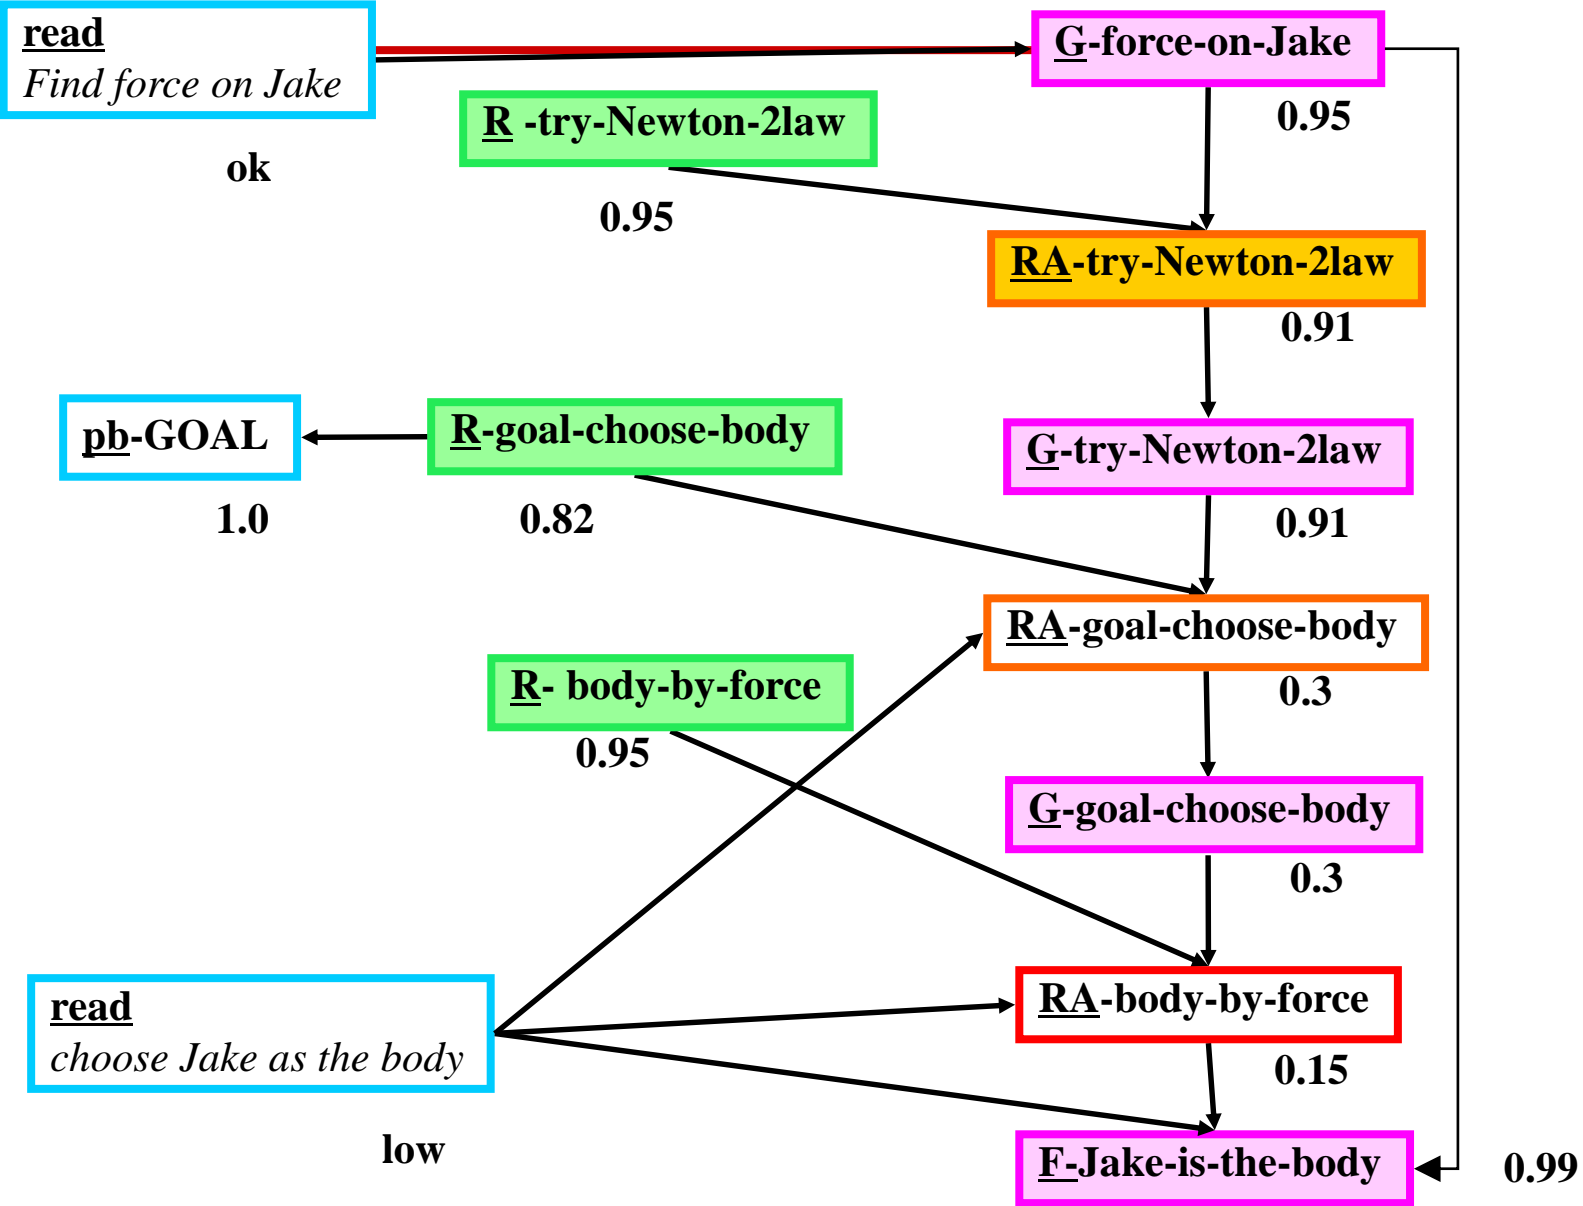 read
Find force on Jake
G-force-on-Jake
0.95
R -try-Newton-2law
ok
0.95
RA-try-Newton-2law
0.91
pb-GOAL
R-goal-choose-body
G-try-Newton-2law
1.0
0.82
0.91
RA-goal-choose-body
R- body-by-force
0.3
0.95
G-goal-choose-body
0.3
read
choose Jake as the body
RA-body-by-force
0.15
low
F-Jake-is-the-body
0.99